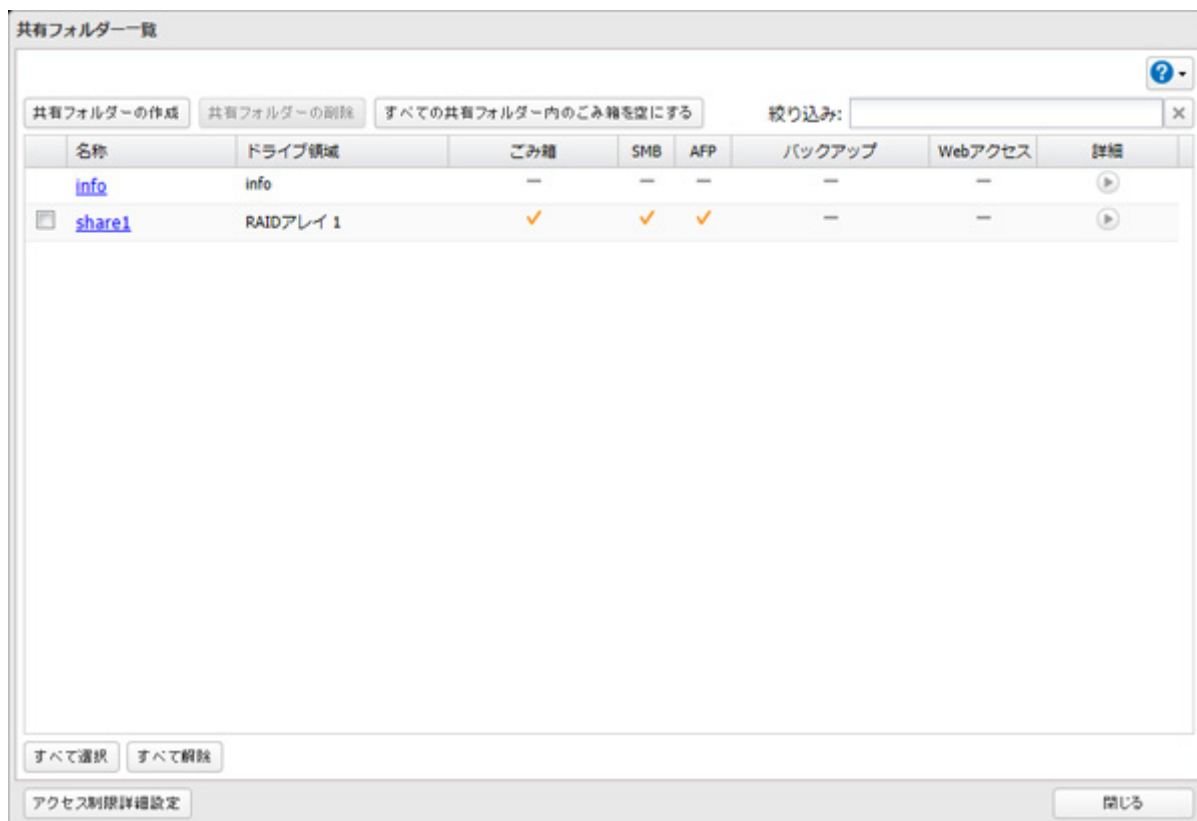 共有フォルダー一覧
共有フォルダーの作成 共有フォルダーの削除 すべての共有フォルダー内のごみ箱を空にする 絞り込み:
名称 ドライブ領域 ごみ箱 SMB AFP バックアップ Webアクセス 詳細
info info
share1 RAIDアレイ 1
すべて選択 すべて解除
アクセス制限詳細設定 閉じる